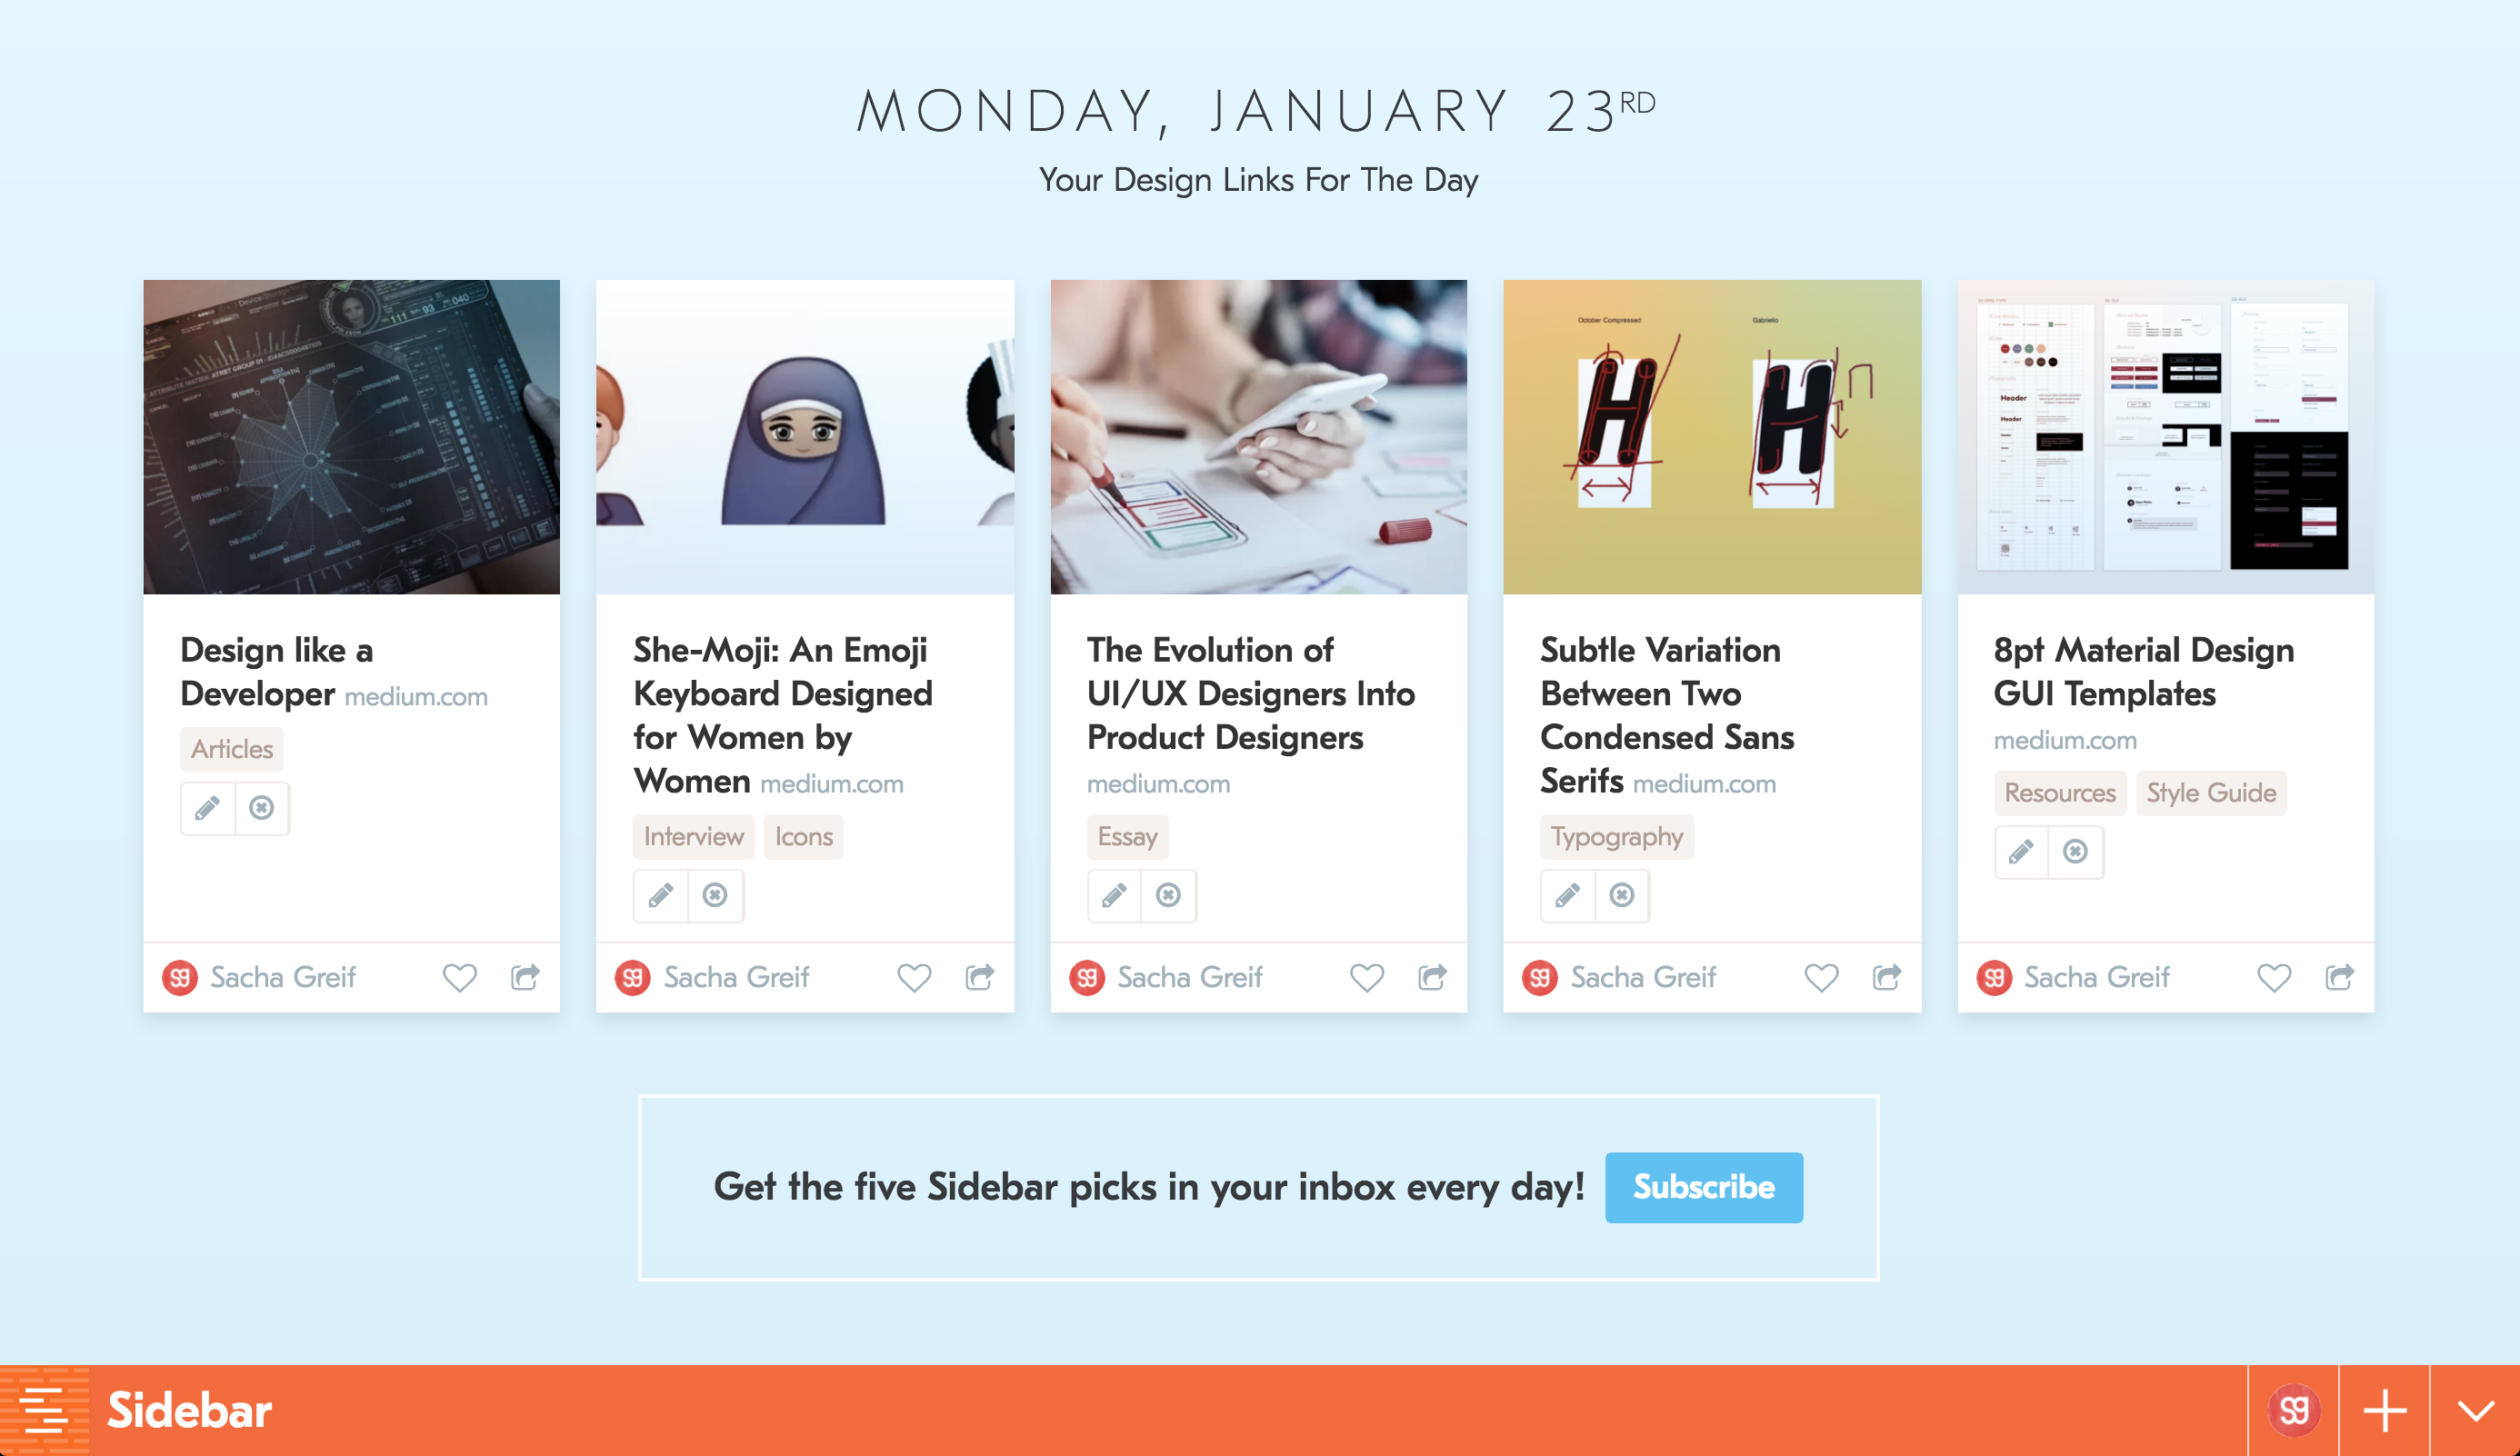 MONDAY, JANUARY 23RD
Your Design Links For The Day
October Compressed
Gabriello
Header
Header
Design like a
Developer medium.com
Articles
Sacha Greif
She-Moji: An Emoji
Keyboard Designed
for Women by
Women medium.com
Interview Icons
Sacha Greif
The Evolution of
UI/UX Designers Into
Product Designers
medium.com
Essay
Sacha Greif
Subtle Variation
Between Two
Condensed Sans
Serifs medium.com
Typography
Sacha Greif
8pt Material Design
GUI Templates
medium.com
Resources Style Guide
Sacha Greif
Get the five Sidebar picks in your inbox every day! Subscribe
Sidebar
sg